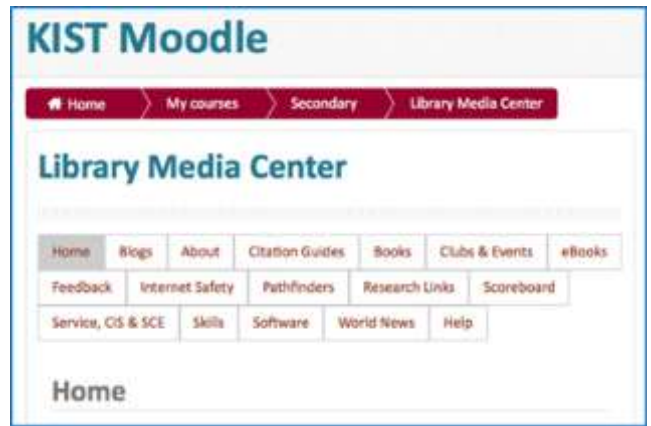 KIST Moodle
Home My courses Secondary Library Media Center
Library Media Center
Home Blogs About Citation Guides Books Clubs & Events eBooks
Feedback Internet Safety Pathfinders Research Links Scoreboard
Service, CIS & SCE Skills Software World News Help
Home